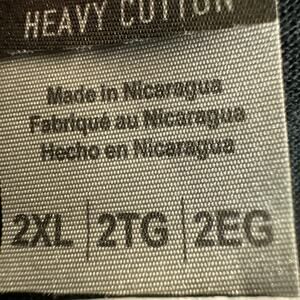 HEAVY COTTON
Made in Nicaragua
Fabriqué au Nicaragua
Hecho en Nicaragua
2XL | 2TG | 2EG